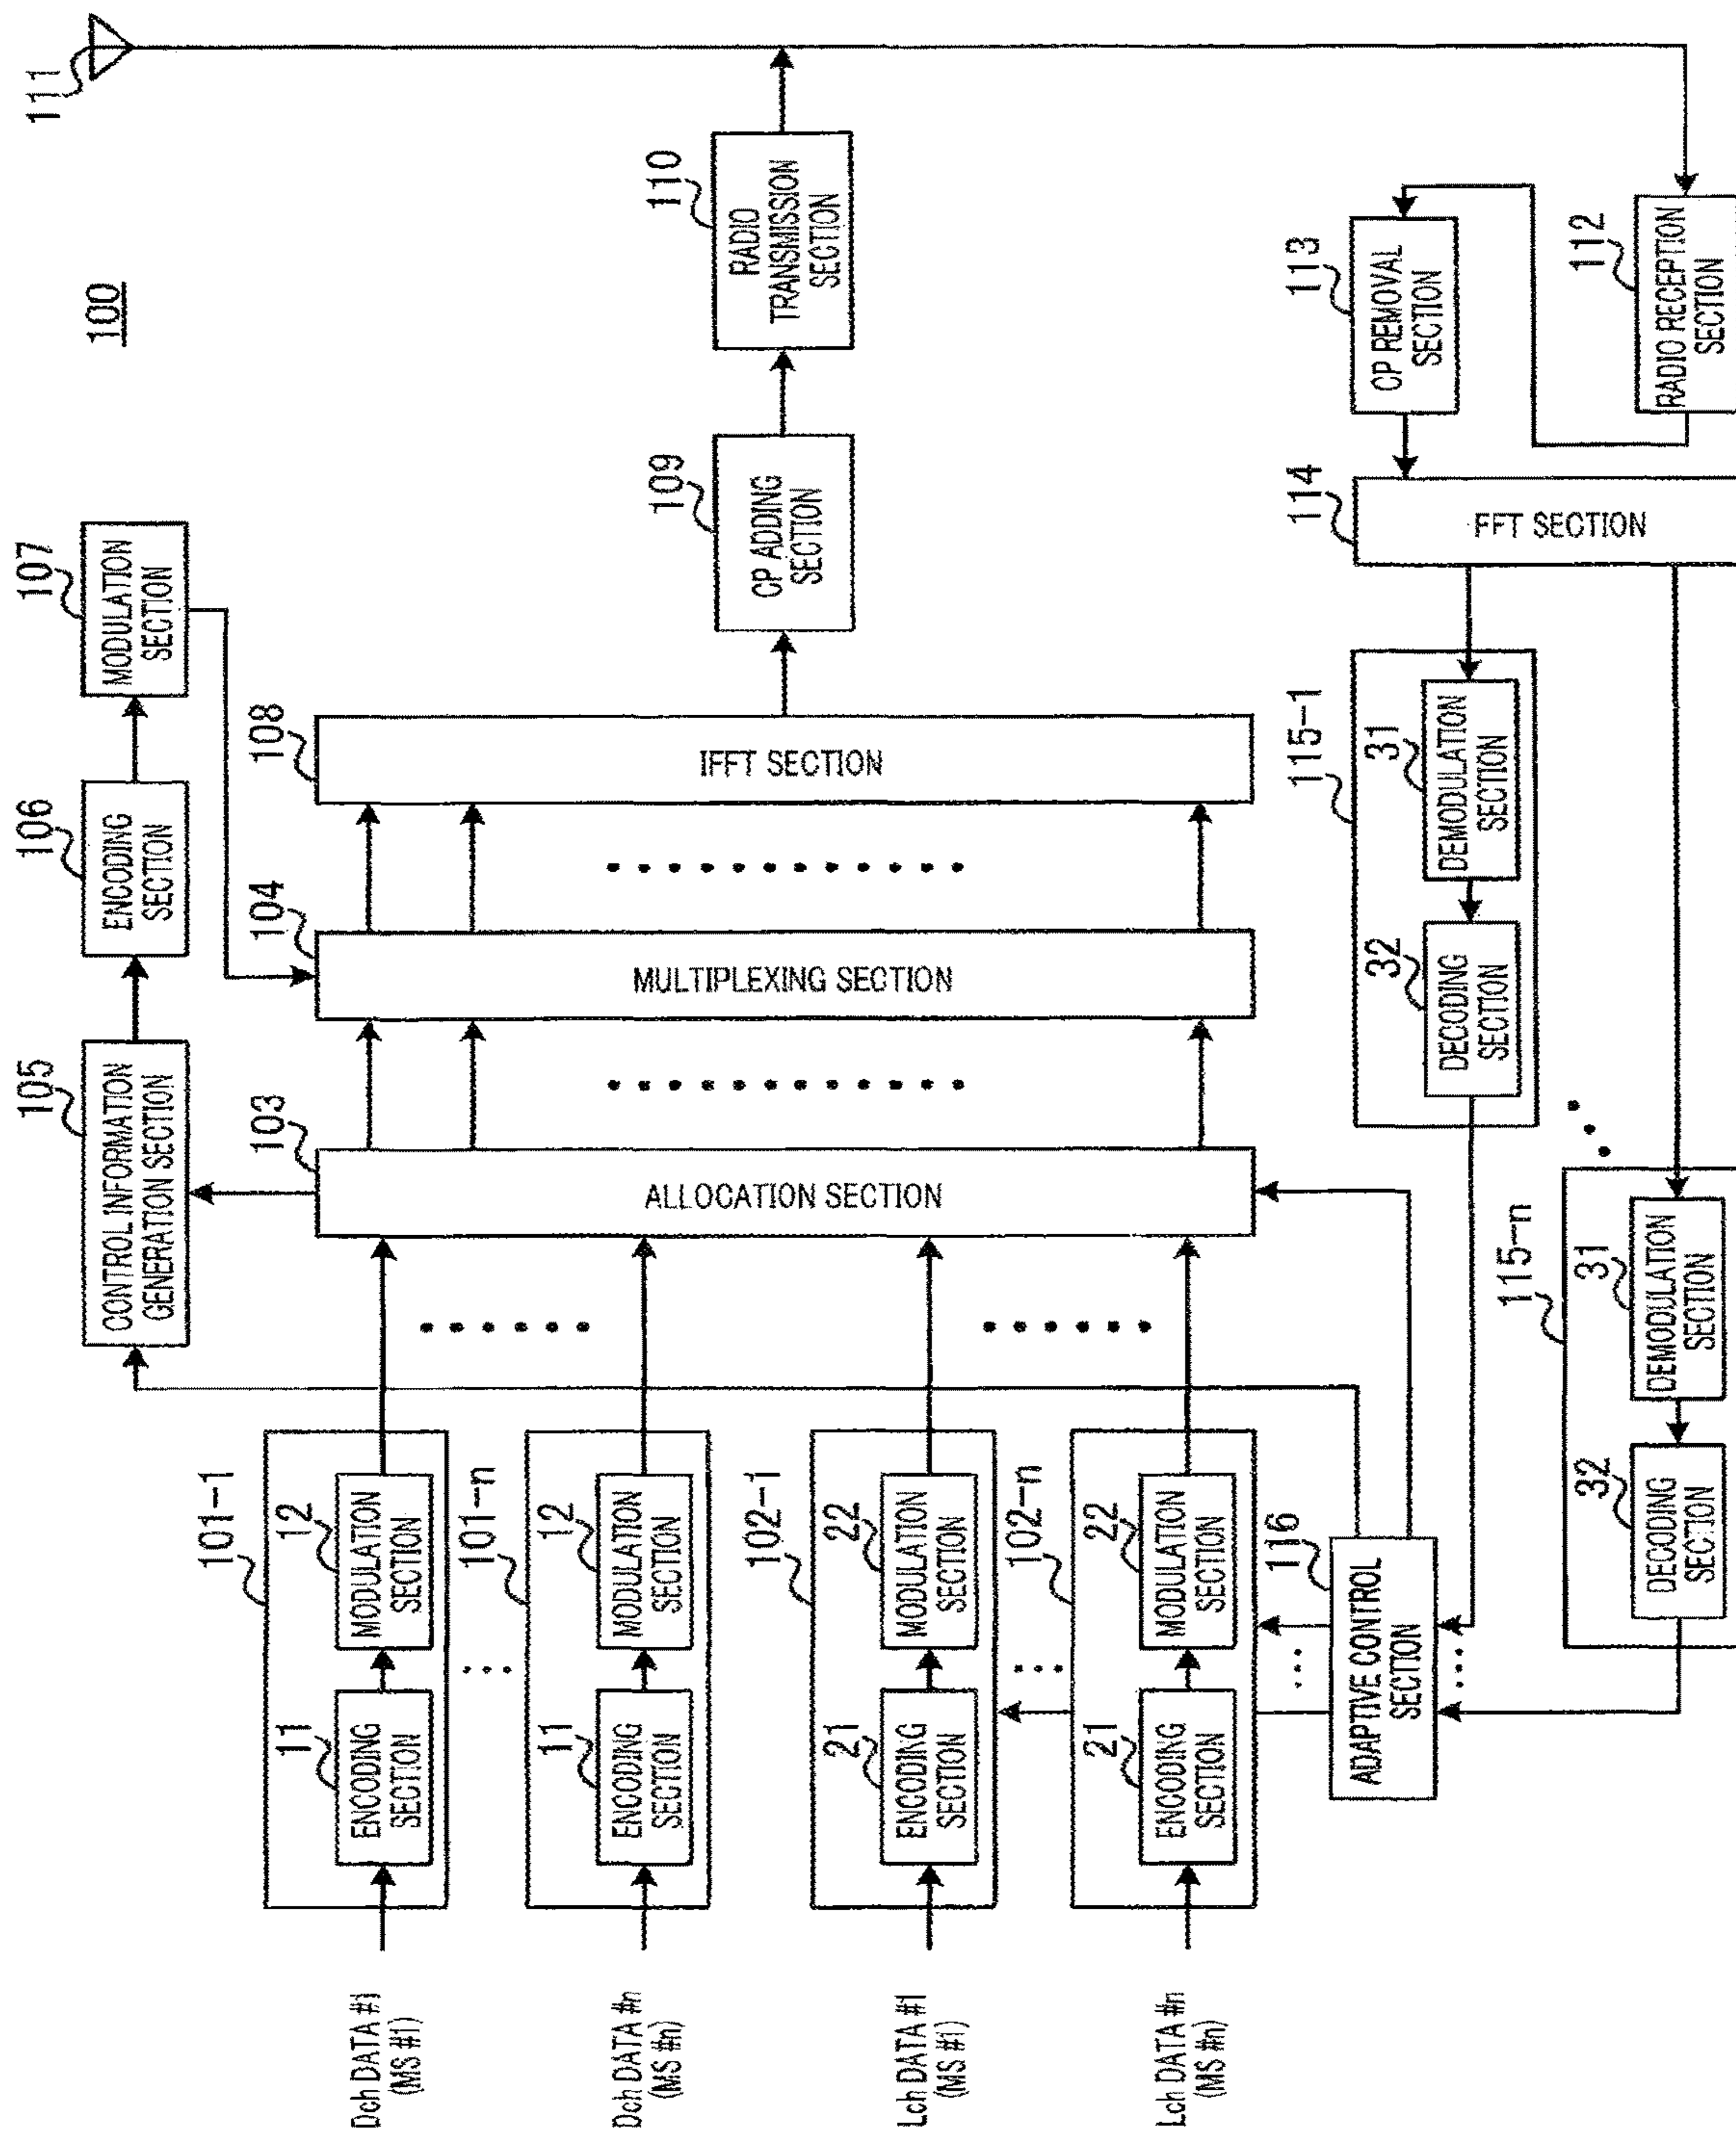 100
111
107
MODULATION
SECTION
106
ENCODING
SECTION
105
CONTROL INFORMATION
GENERATION SECTION
110
RADIO
TRANSMISSION
SECTION
109
CP ADDING
SECTION
108
IFFT SECTION
104
MULTIPLEXING SECTION
103
ALLOCATION SECTION
101-1
12
MODULATION
SECTION
11
ENCODING
SECTION
Dch DATA #1
(MS #1)
101-n
12
MODULATION
SECTION
11
ENCODING
SECTION
Dch DATA #n
(MS #n)
102-1
22
MODULATION
SECTION
21
ENCODING
SECTION
Lch DATA #1
(MS #1)
102-n
22
MODULATION
SECTION
21
ENCODING
SECTION
Lch DATA #n
(MS #n)
116
ADAPTIVE CONTROL
SECTION
113
CP REMOVAL
SECTION
112
RADIO RECEPTION
SECTION
114
FFT SECTION
115-1
31
DEMODULATION
SECTION
32
DECODING
SECTION
115-n
31
DEMODULATION
SECTION
32
DECODING
SECTION